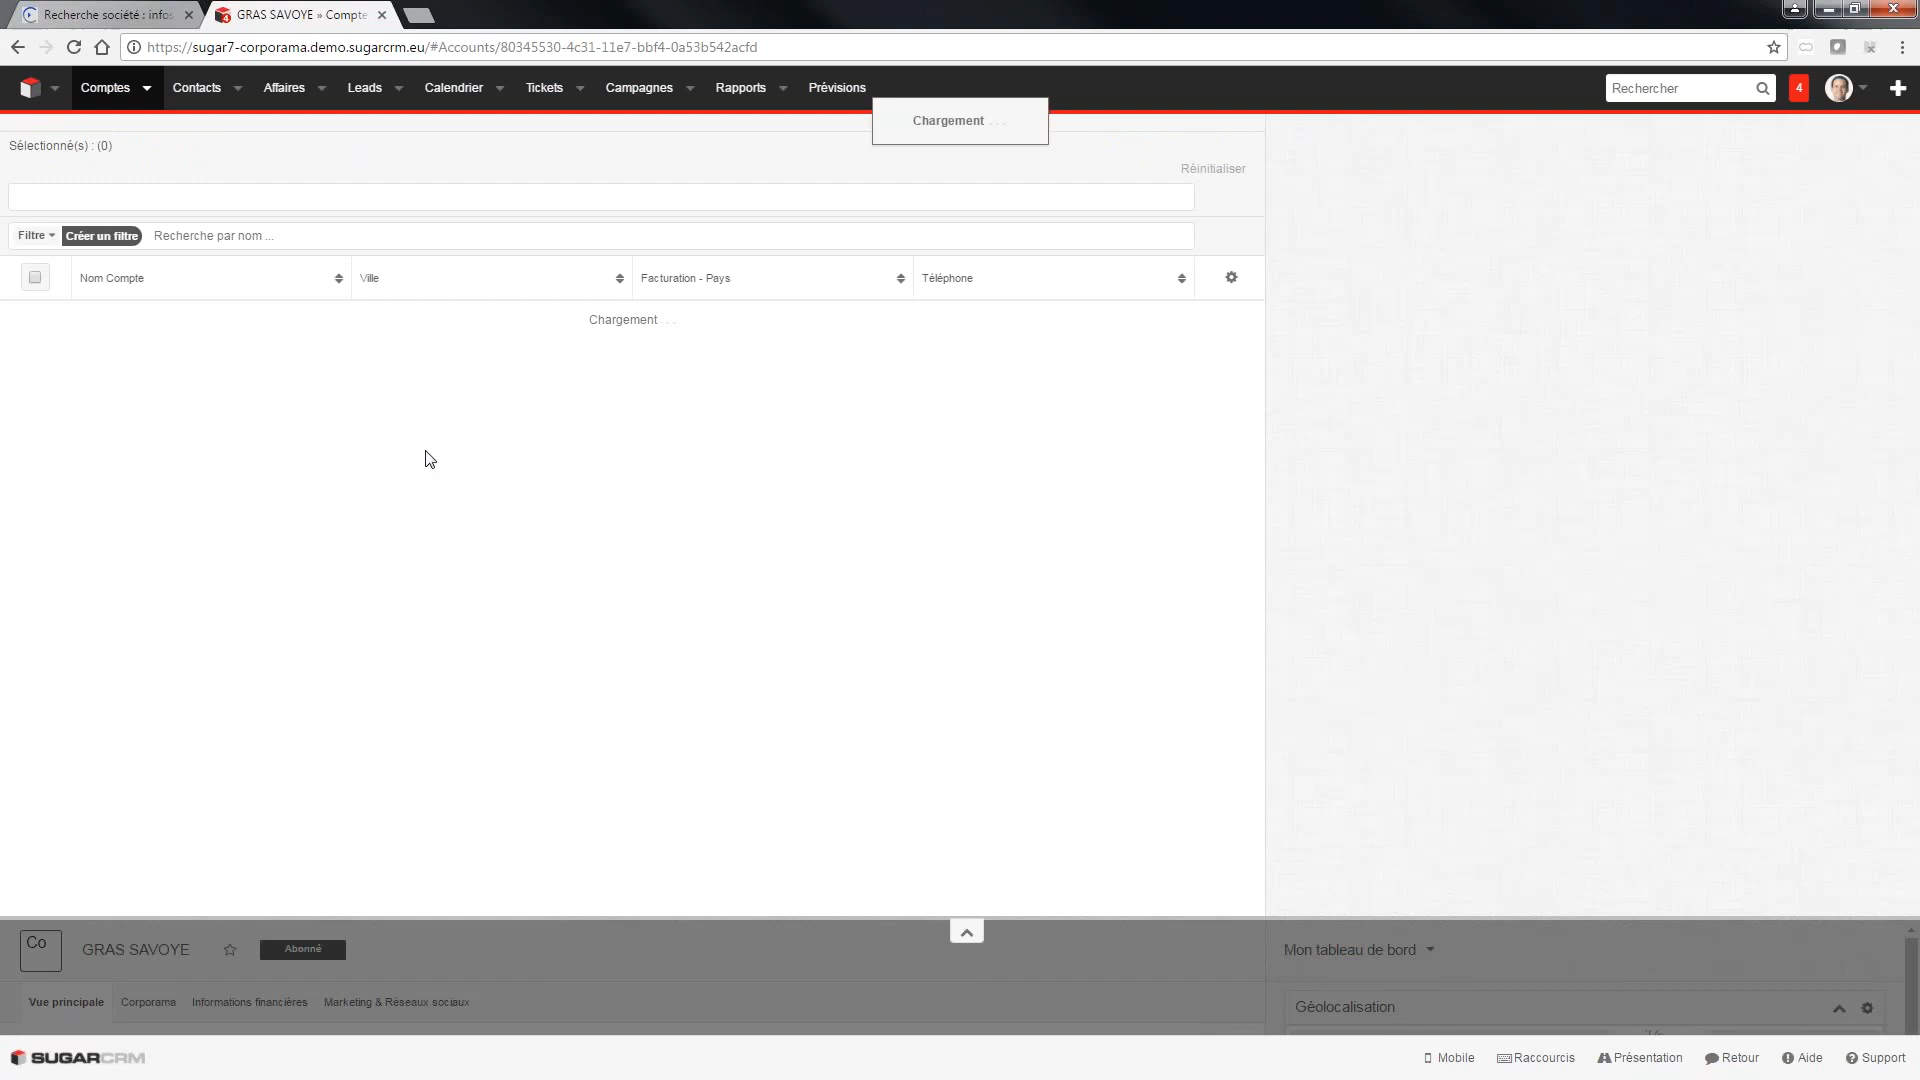 Recherche société : infos
GRAS SAVOYE » Compte
https://sugar7-corporama.demo.sugarcrm.eu/#Accounts/80345530-4c31-11e7-bbf4-0a53b542acfd
Comptes Contacts Affaires Leads Calendrier Tickets Campagnes Rapports Prévisions Rechercher 4
Chargement . . .
Sélectionné(s) : (0)
Réinitialiser
Filtre Créer un filtre Recherche par nom ...
Nom Compte Ville Facturation - Pays Téléphone
Chargement . . .
Co GRAS SAVOYE Abonné Mon tableau de bord
Vue principale Corporama Informations financières Marketing & Réseaux sociaux
Géolocalisation
SUGARCRM Mobile Raccourcis Présentation Retour Aide Support